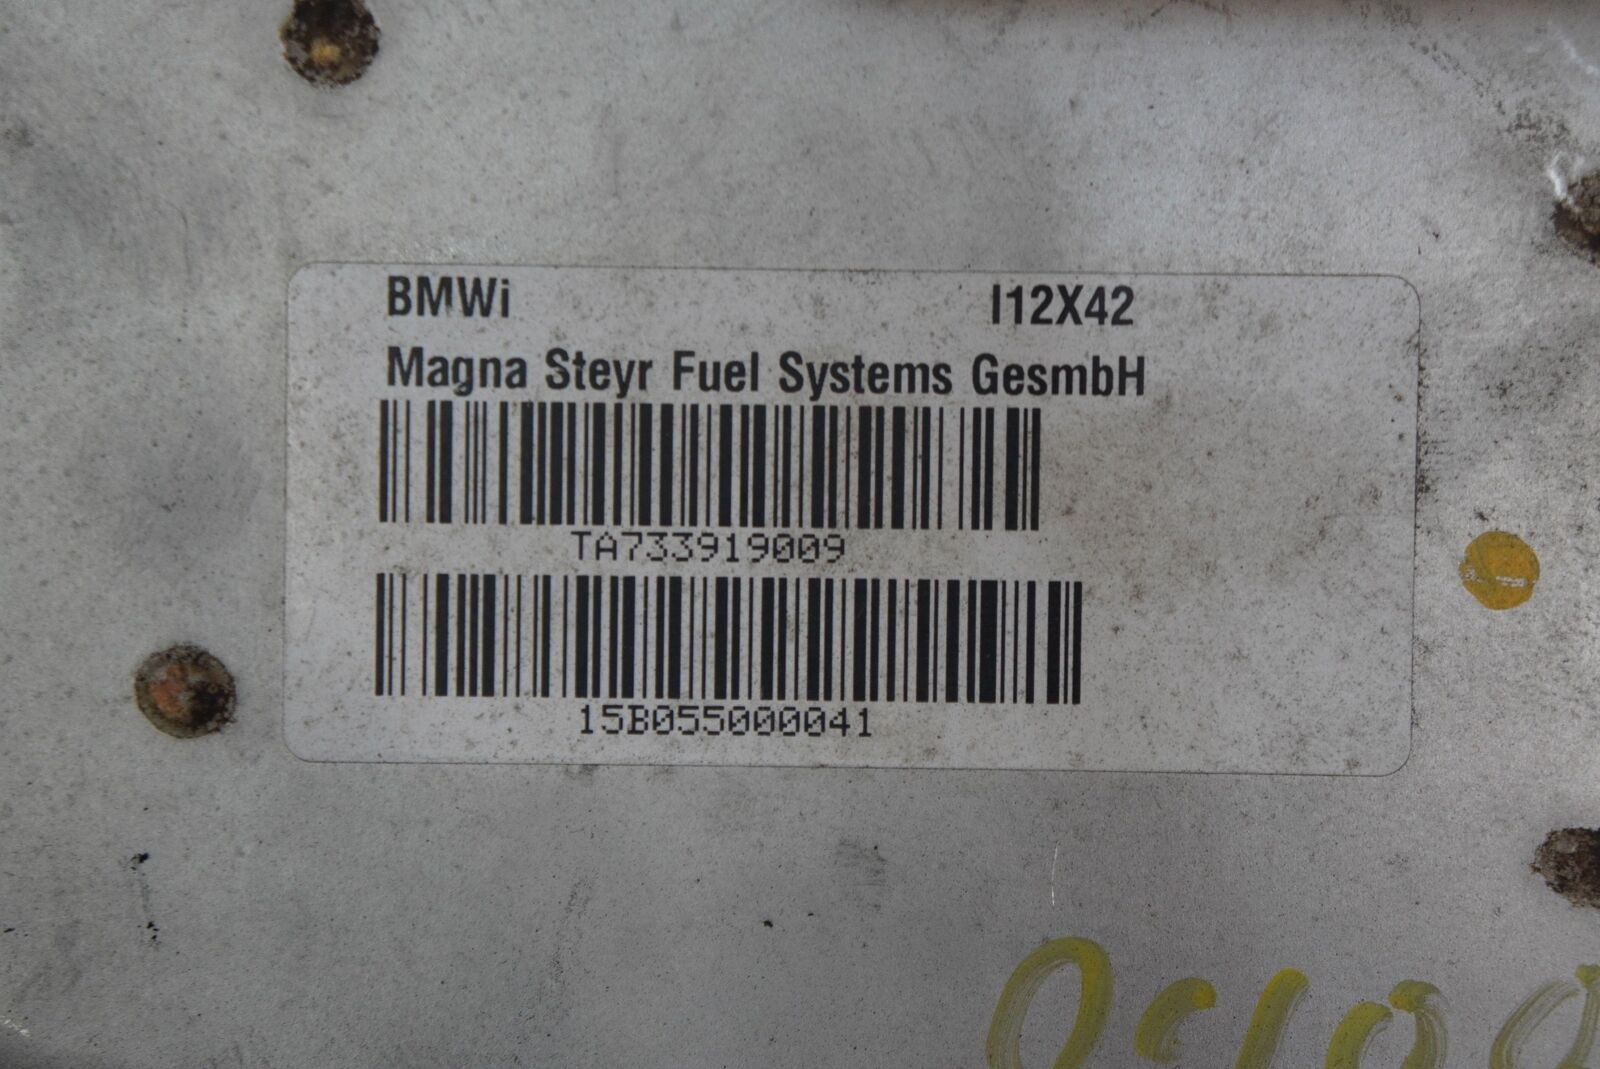 BMWi I12X42
Magna Steyr Fuel Systems GesmbH
TA733919009
15B055000041